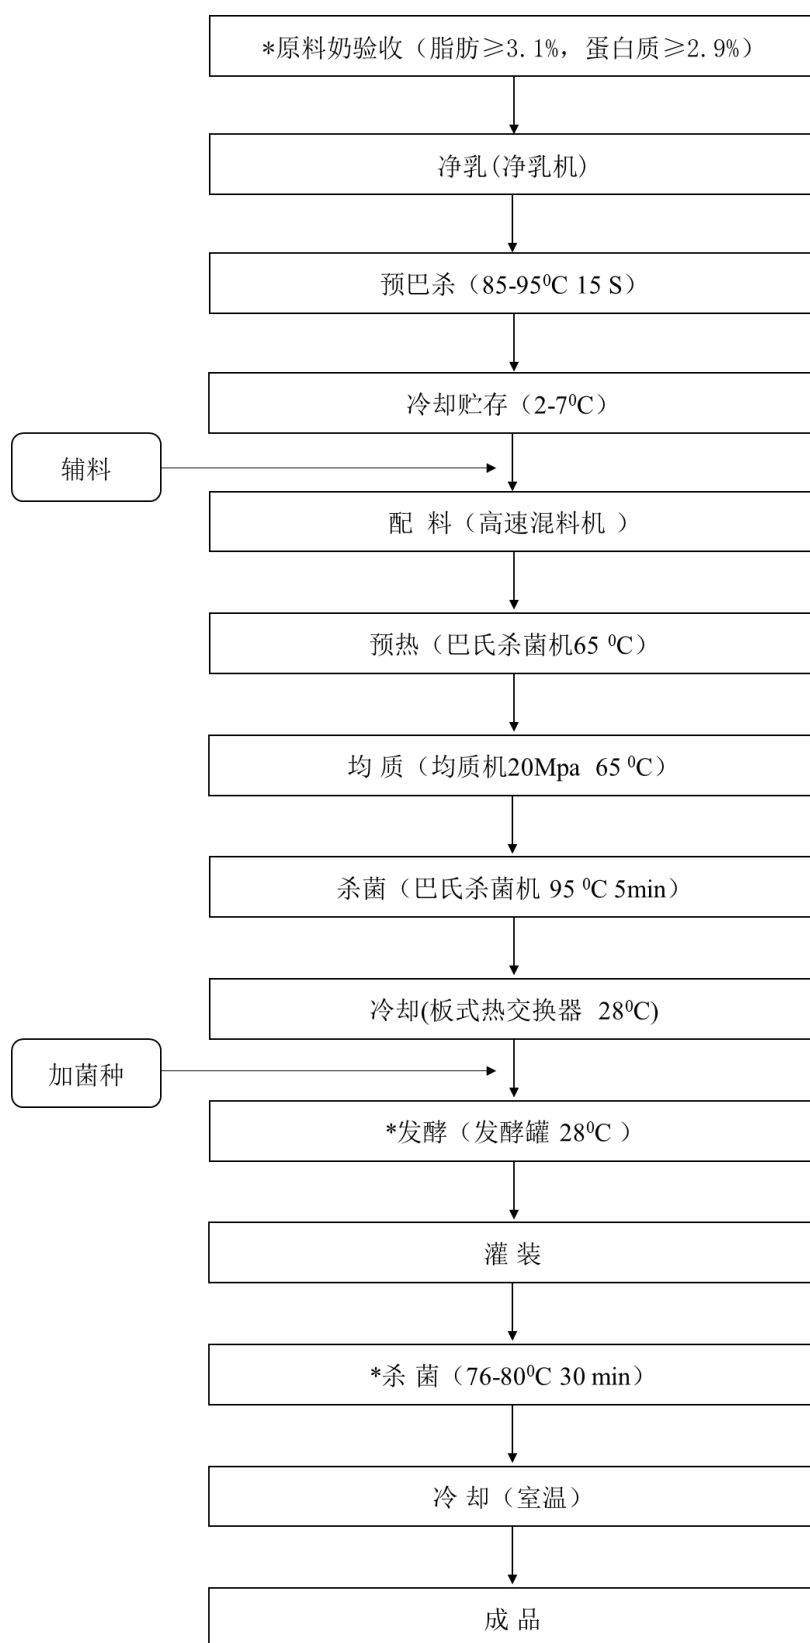 *原料奶验收（脂肪≥3.1%，蛋白质≥2.9%）
净乳(净乳机)
预巴杀（85-95⁰C 15 S）
冷却贮存（2-7⁰C）
辅料
配 料（高速混料机 ）
预热（巴氏杀菌机65 ⁰C）
均 质（均质机20Mpa 65 ⁰C）
杀菌（巴氏杀菌机 95 ⁰C 5min）
冷却(板式热交换器 28⁰C)
加菌种
*发酵（发酵罐 28⁰C ）
灌 装
*杀 菌（76-80⁰C 30 min）
冷 却（室温）
成 品